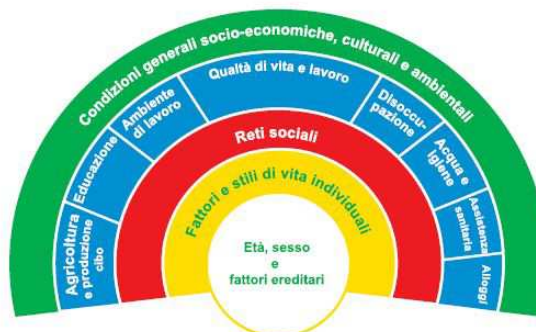 Condizioni generali socio-economiche, culturali e ambientali
Agricoltura
e produzione
cibo
Educazione
Ambiente
di lavoro
Qualtà di vita e lavoro
Disoccu-
pazione
Acqua e
igiene
Assistenza
sanitaria
Alloggi
Reti sociali
Fattori e stili di vita individuali
Età, sesso
e
fattori ereditari